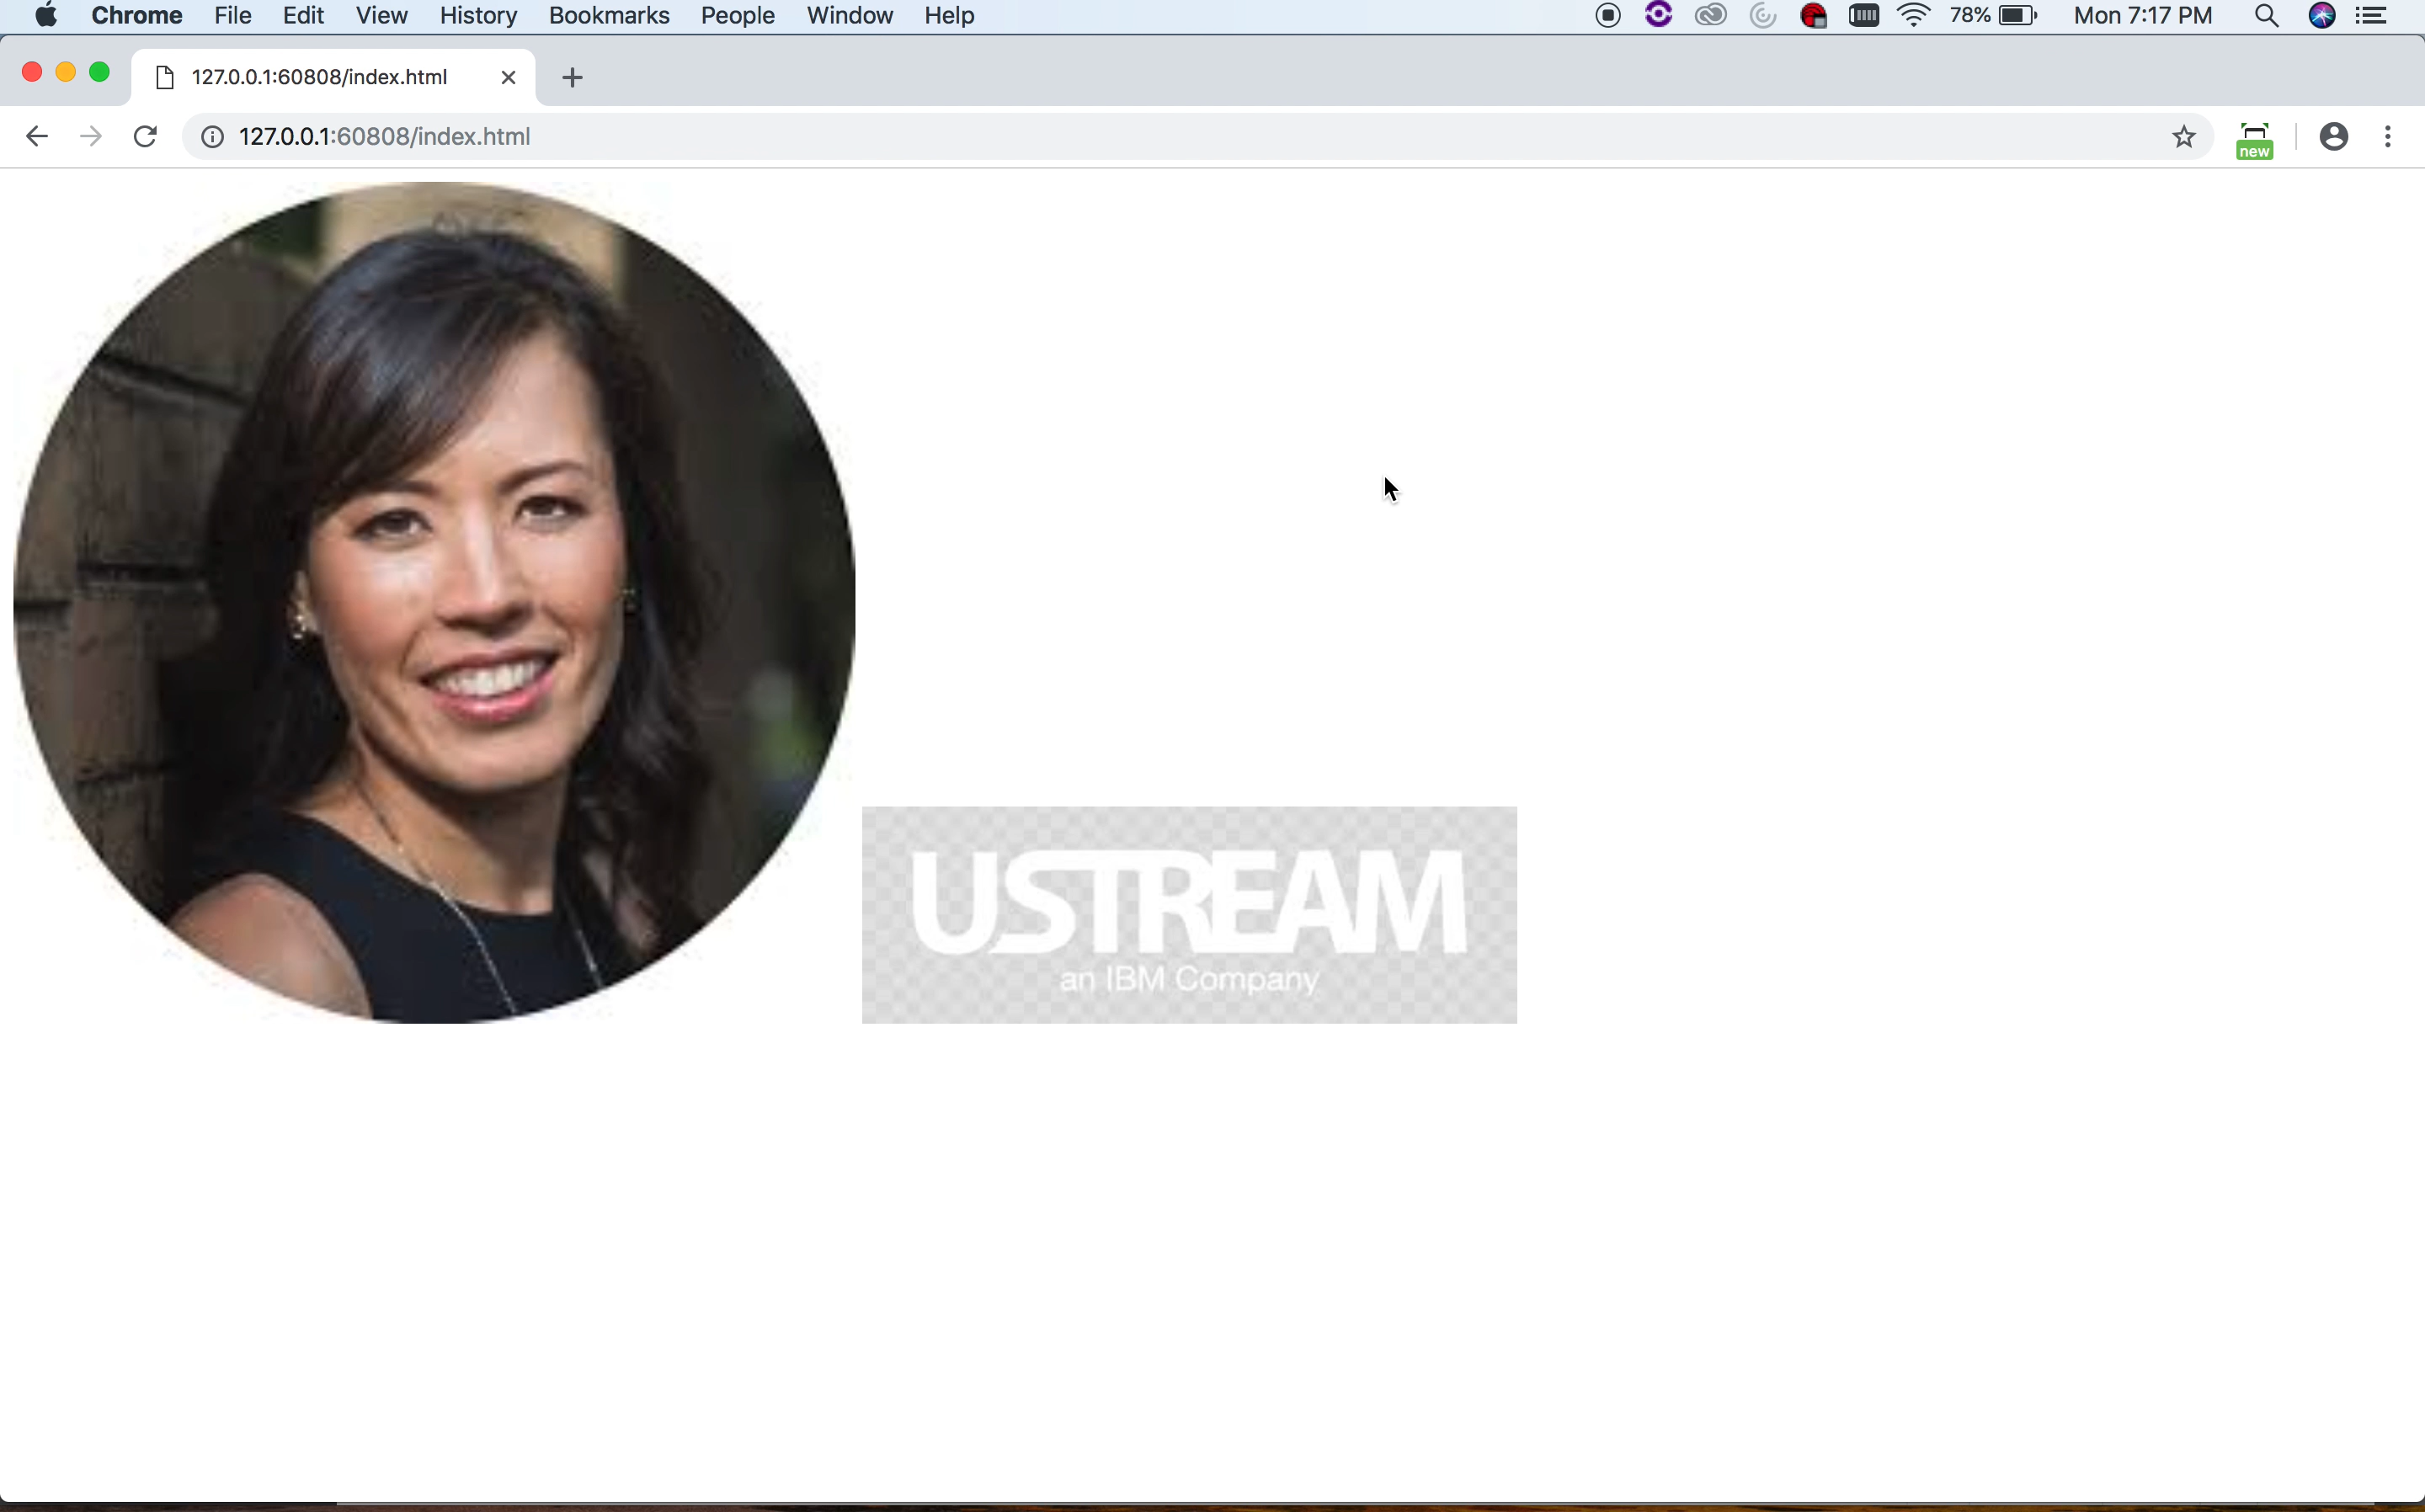 Chrome File Edit View History Bookmarks People Window Help 78% Mon 7:17 PM
127.0.0.1:60808/index.html
127.0.0.1:60808/index.html
new
USTREAM
an IBM Company